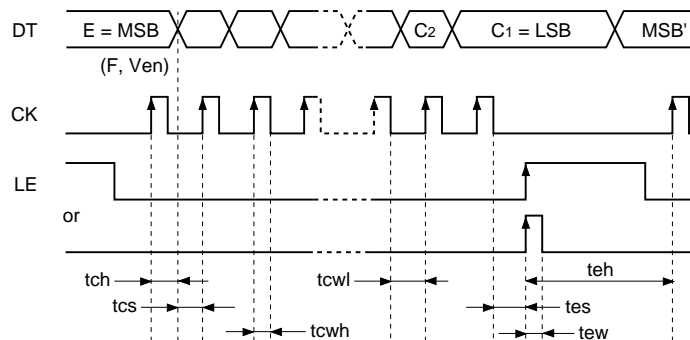 DT E = MSB C2 C1 = LSB MSB'
(F, Ven)
CK
LE
or
tch tcwl teh
tcs tes
tcwh tew